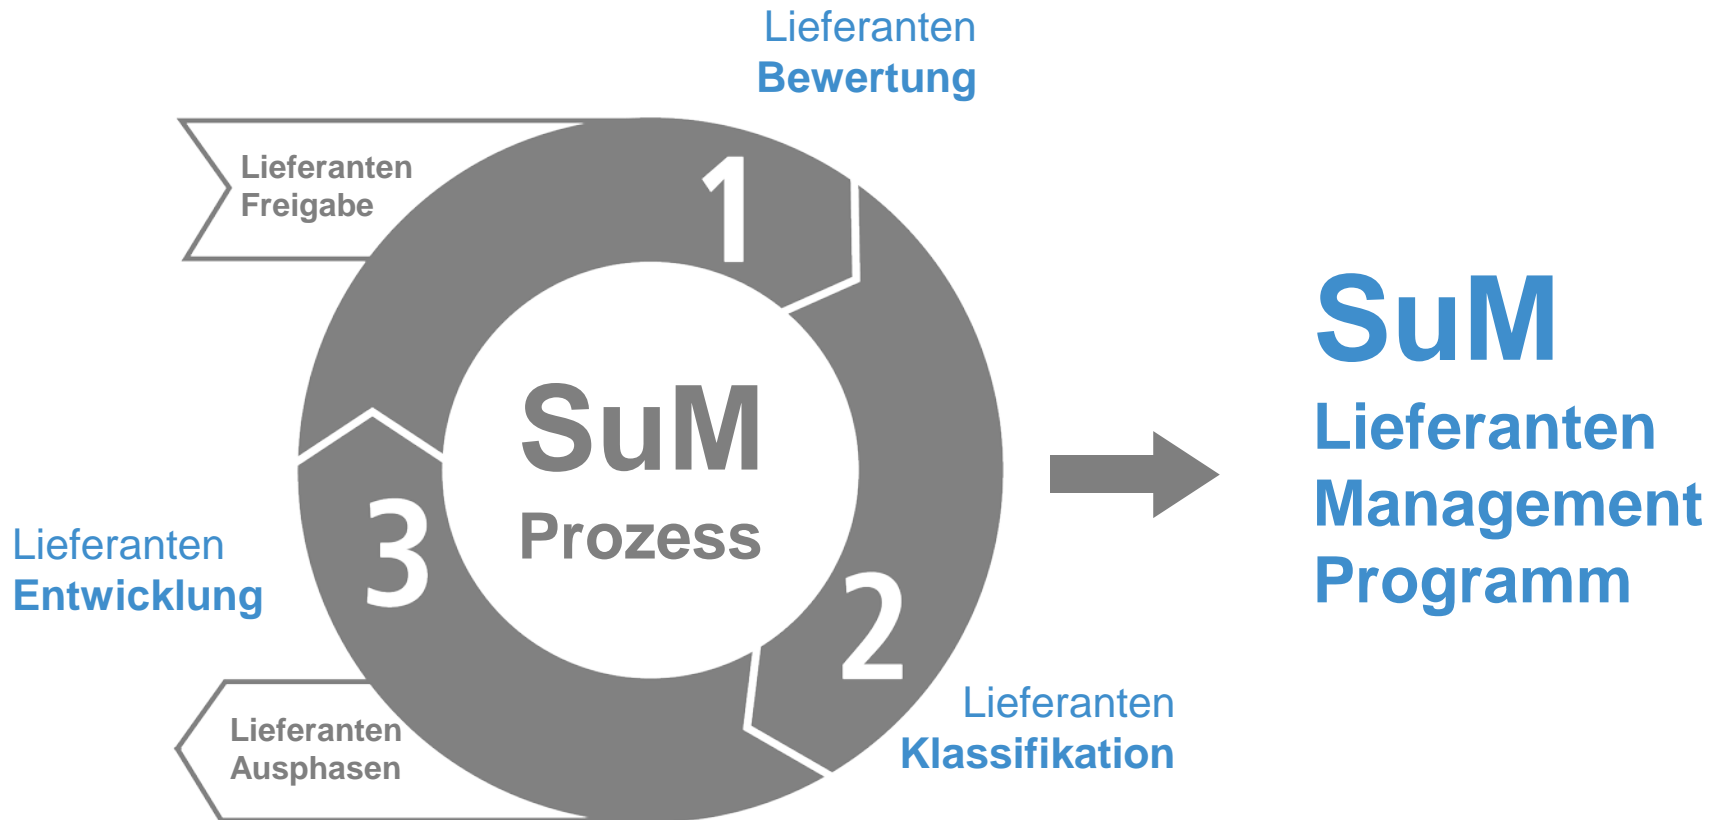 Lieferanten
Bewertung
Lieferanten
Freigabe
1
SuM
Prozess
SuM
Lieferanten
Management
Programm
3
Lieferanten
Entwicklung
2
Lieferanten
Klassifikation
Lieferanten
Ausphasen